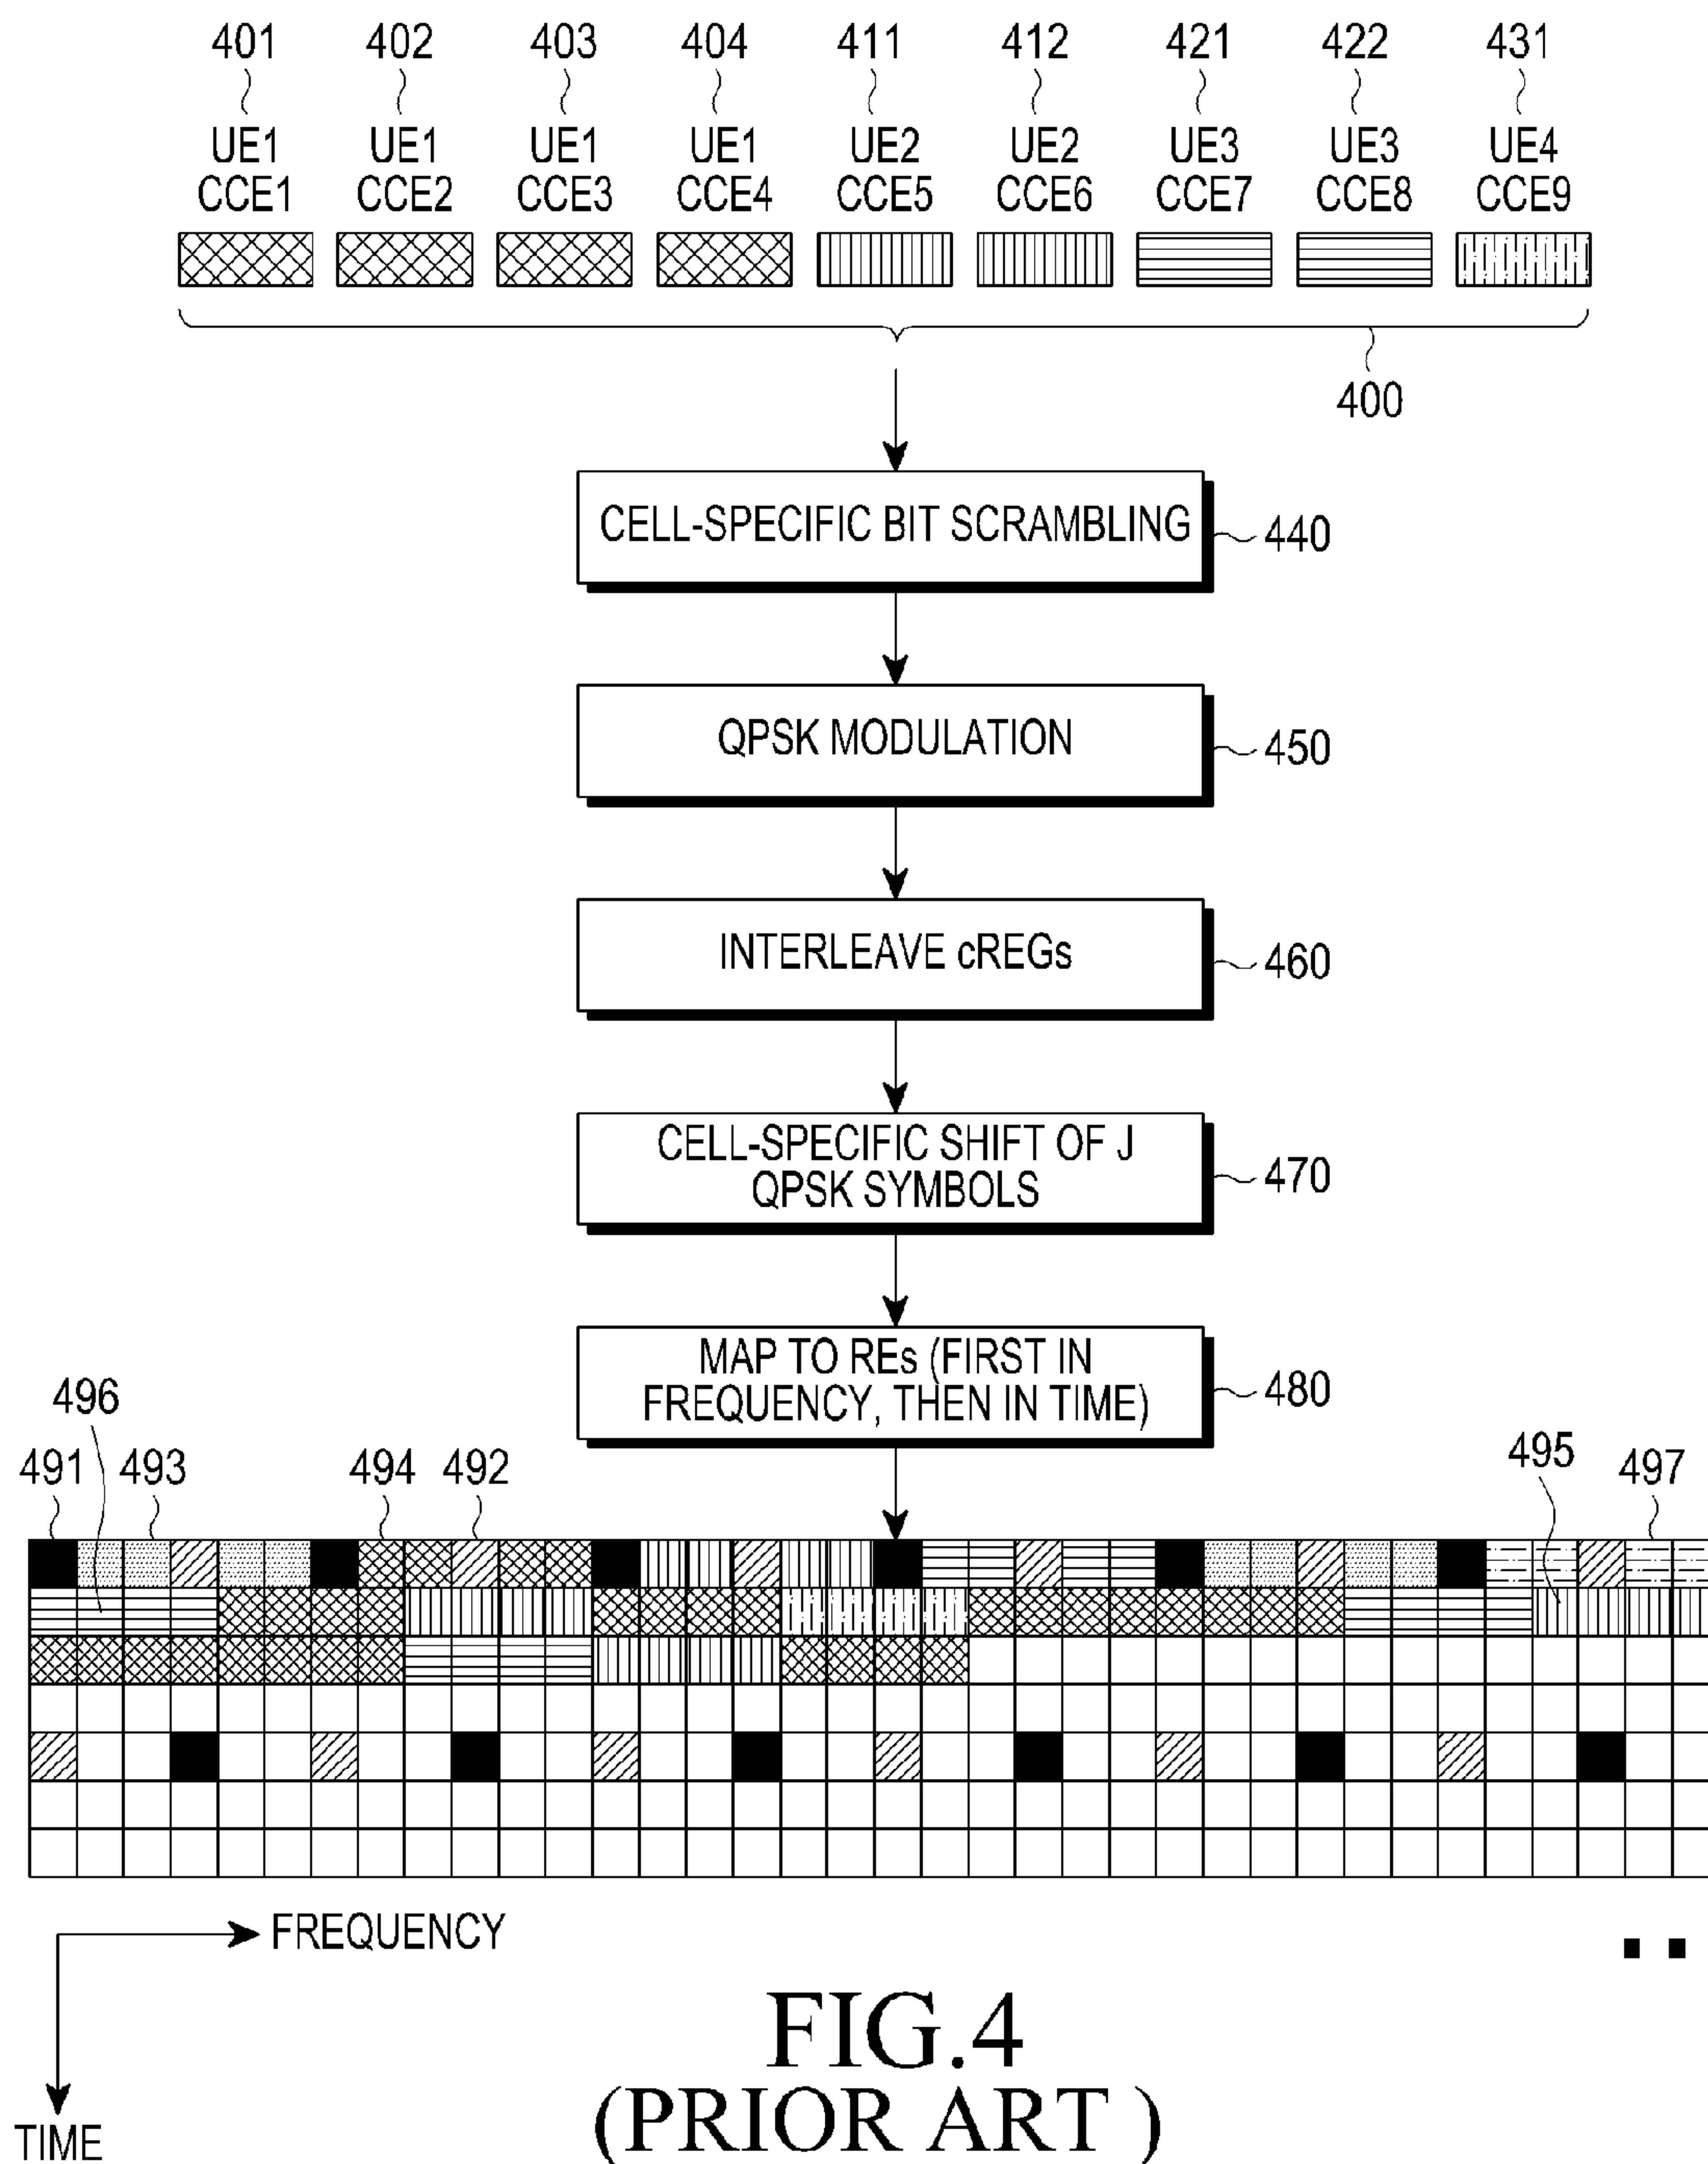 401 402 403 404 411 412 421 422 431
UE1 UE1 UE1 UE1 UE2 UE2 UE3 UE3 UE4
CCE1 CCE2 CCE3 CCE4 CCE5 CCE6 CCE7 CCE8 CCE9
400
CELL-SPECIFIC BIT SCRAMBLING
440
QPSK MODULATION
450
INTERLEAVE cREGs
460
CELL-SPECIFIC SHIFT OF J
QPSK SYMBOLS
470
MAP TO REs (FIRST IN
FREQUENCY, THEN IN TIME)
480
496
491 493 494 492 495 497
FREQUENCY
TIME
FIG.4
(PRIOR ART )